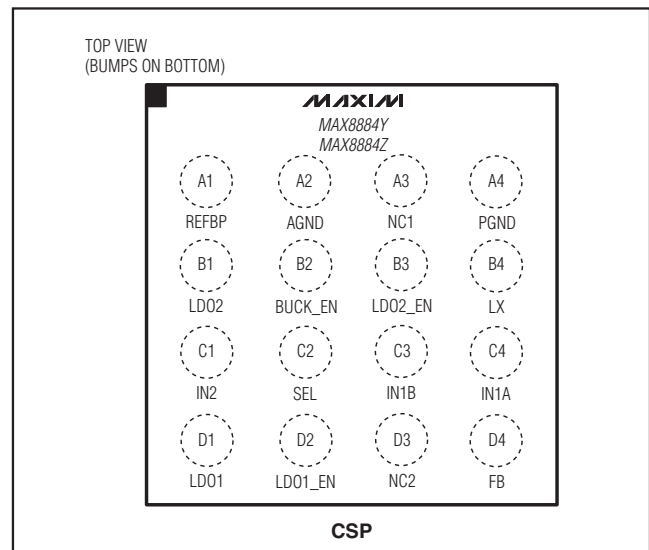 TOP VIEW
(BUMPS ON BOTTOM)
MAXIM
MAX8884Y
MAX8884Z
A1 A2 A3 A4
REFBP AGND NC1 PGND
B1 B2 B3 B4
LDO2 BUCK_EN LDO2_EN LX
C1 C2 C3 C4
IN2 SEL IN1B IN1A
D1 D2 D3 D4
LDO1 LDO1_EN NC2 FB
CSP